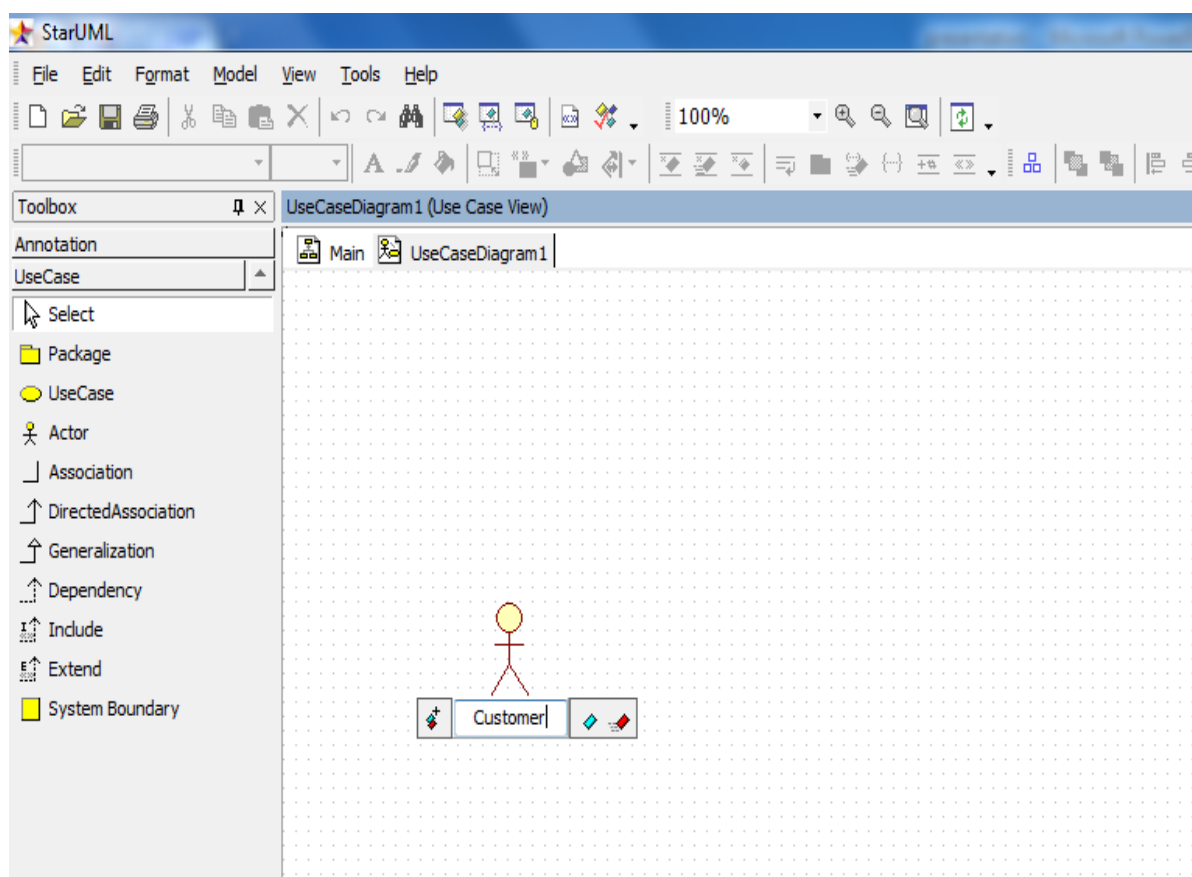 StarUML
File Edit Format Model View Tools Help
100%
Toolbox
UseCaseDiagram1 (Use Case View)
Annotation
Main UseCaseDiagram1
UseCase
Select
Package
UseCase
Actor
Association
DirectedAssociation
Generalization
Dependency
Include
Extend
System Boundary
Customer